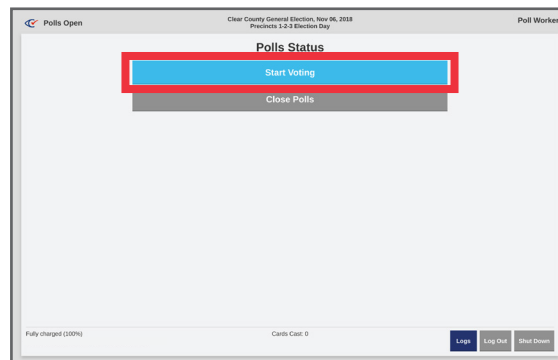 Polls Open
Clear County General Election, Nov 06, 2018
Precincts 1-2-3 Election Day
Poll Worker
Polls Status
Start Voting
Close Polls
Fully charged (100%)
Cards Cast: 0
Logs
Log Out
Shut Down